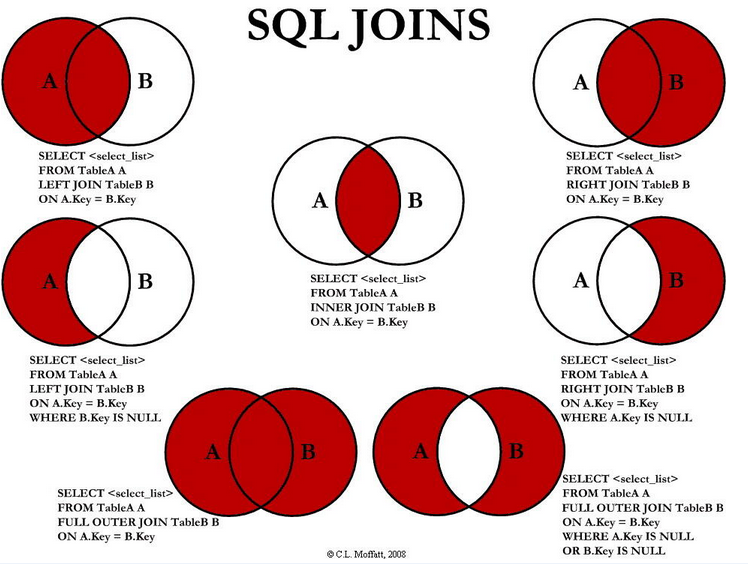 SQL JOINS
A B
SELECT <select_list>
FROM TableA A
LEFT JOIN TableB B
ON A.Key = B.Key
A B
SELECT <select_list>
FROM TableA A
RIGHT JOIN TableB B
ON A.Key = B.Key
A B
SELECT <select_list>
FROM TableA A
INNER JOIN TableB B
ON A.Key = B.Key
A B
SELECT <select_list>
FROM TableA A
LEFT JOIN TableB B
ON A.Key = B.Key
WHERE B.Key IS NULL
A B
SELECT <select_list>
FROM TableA A
RIGHT JOIN TableB B
ON A.Key = B.Key
WHERE A.Key IS NULL
A B
SELECT <select_list>
FROM TableA A
FULL OUTER JOIN TableB B
ON A.Key = B.Key
A B
SELECT <select_list>
FROM TableA A
FULL OUTER JOIN TableB B
ON A.Key = B.Key
WHERE A.Key IS NULL
OR B.Key IS NULL
© C.L. Moffatt, 2008